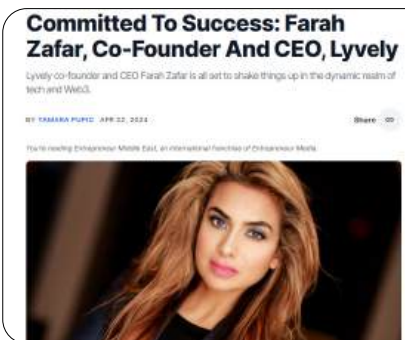 Committed To Success: Farah
Zafar, Co-Founder And CEO, Lyvely
Lyvely co-founder and CEO Farah Zafar is all set to shake things up in the dynamic realm of
tech and Web3.
BY TAMARA PUPIC APR 22, 2024 Share
You're reading Entrepreneur Middle East, an international franchise of Entrepreneur Media.